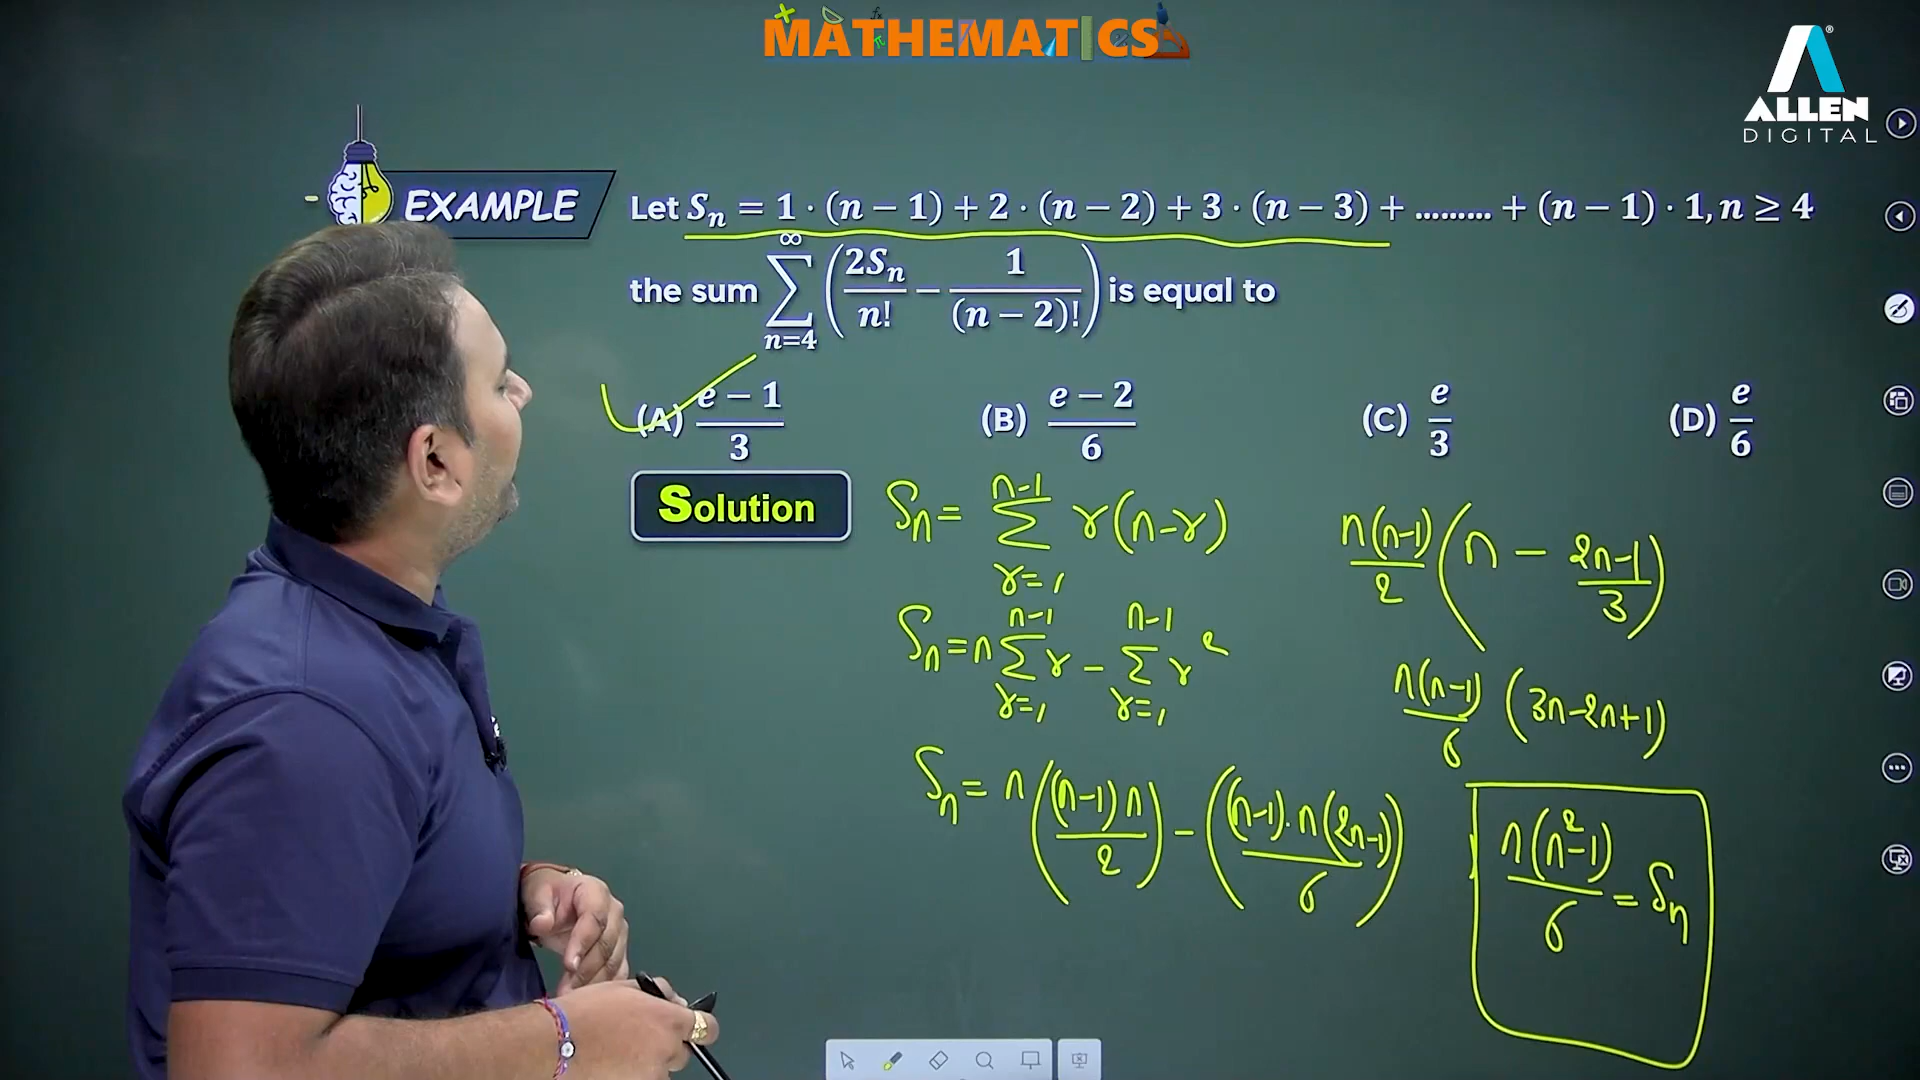 MATHEMATICS
ALLEN
DIGITAL
EXAMPLE
Let Sₙ = 1 · (n − 1) + 2 · (n − 2) + 3 · (n − 3) + ......... + (n − 1) · 1, n ≥ 4
the sum ∑_{n=4}^{∞} (2Sₙ/n! − 1/(n − 2)!) is equal to
(A) (e − 1)/3 (B) (e − 2)/6 (C) e/3 (D) e/6
Solution
Sₙ = ∑_{r=1}^{n-1} r(n-r)
Sₙ = n ∑_{r=1}^{n-1} r - ∑_{r=1}^{n-1} r²
Sₙ = n ((n-1)n/2) - ((n-1).n(2n-1)/6)
n(n-1)/2 (n - (2n-1)/3)
n(n-1)/6 (3n-2n+1)
n(n²-1)/6 = Sₙ